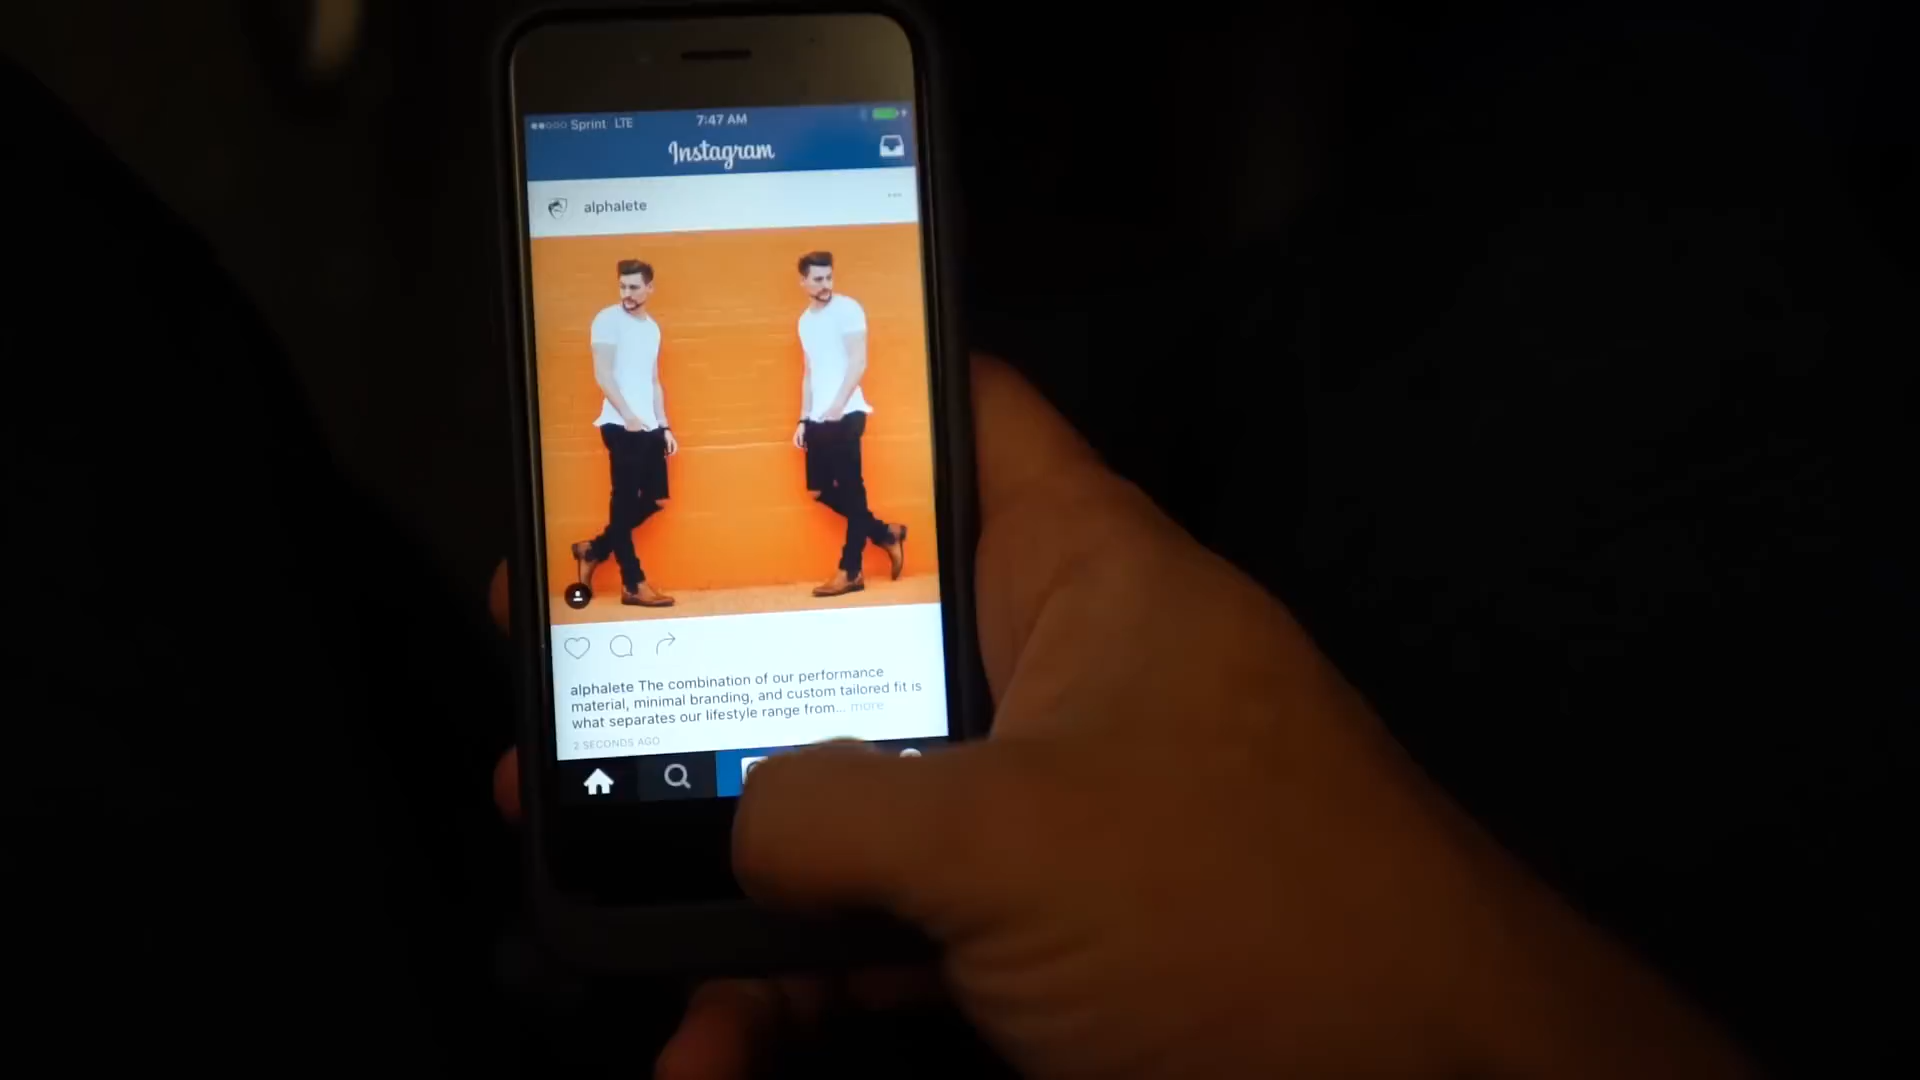 Sprint LTE 7:47 AM
Instagram
alphalete
alphalete The combination of our performance
material, minimal branding, and custom tailored fit is
what separates our lifestyle range from... more
2 SECONDS AGO